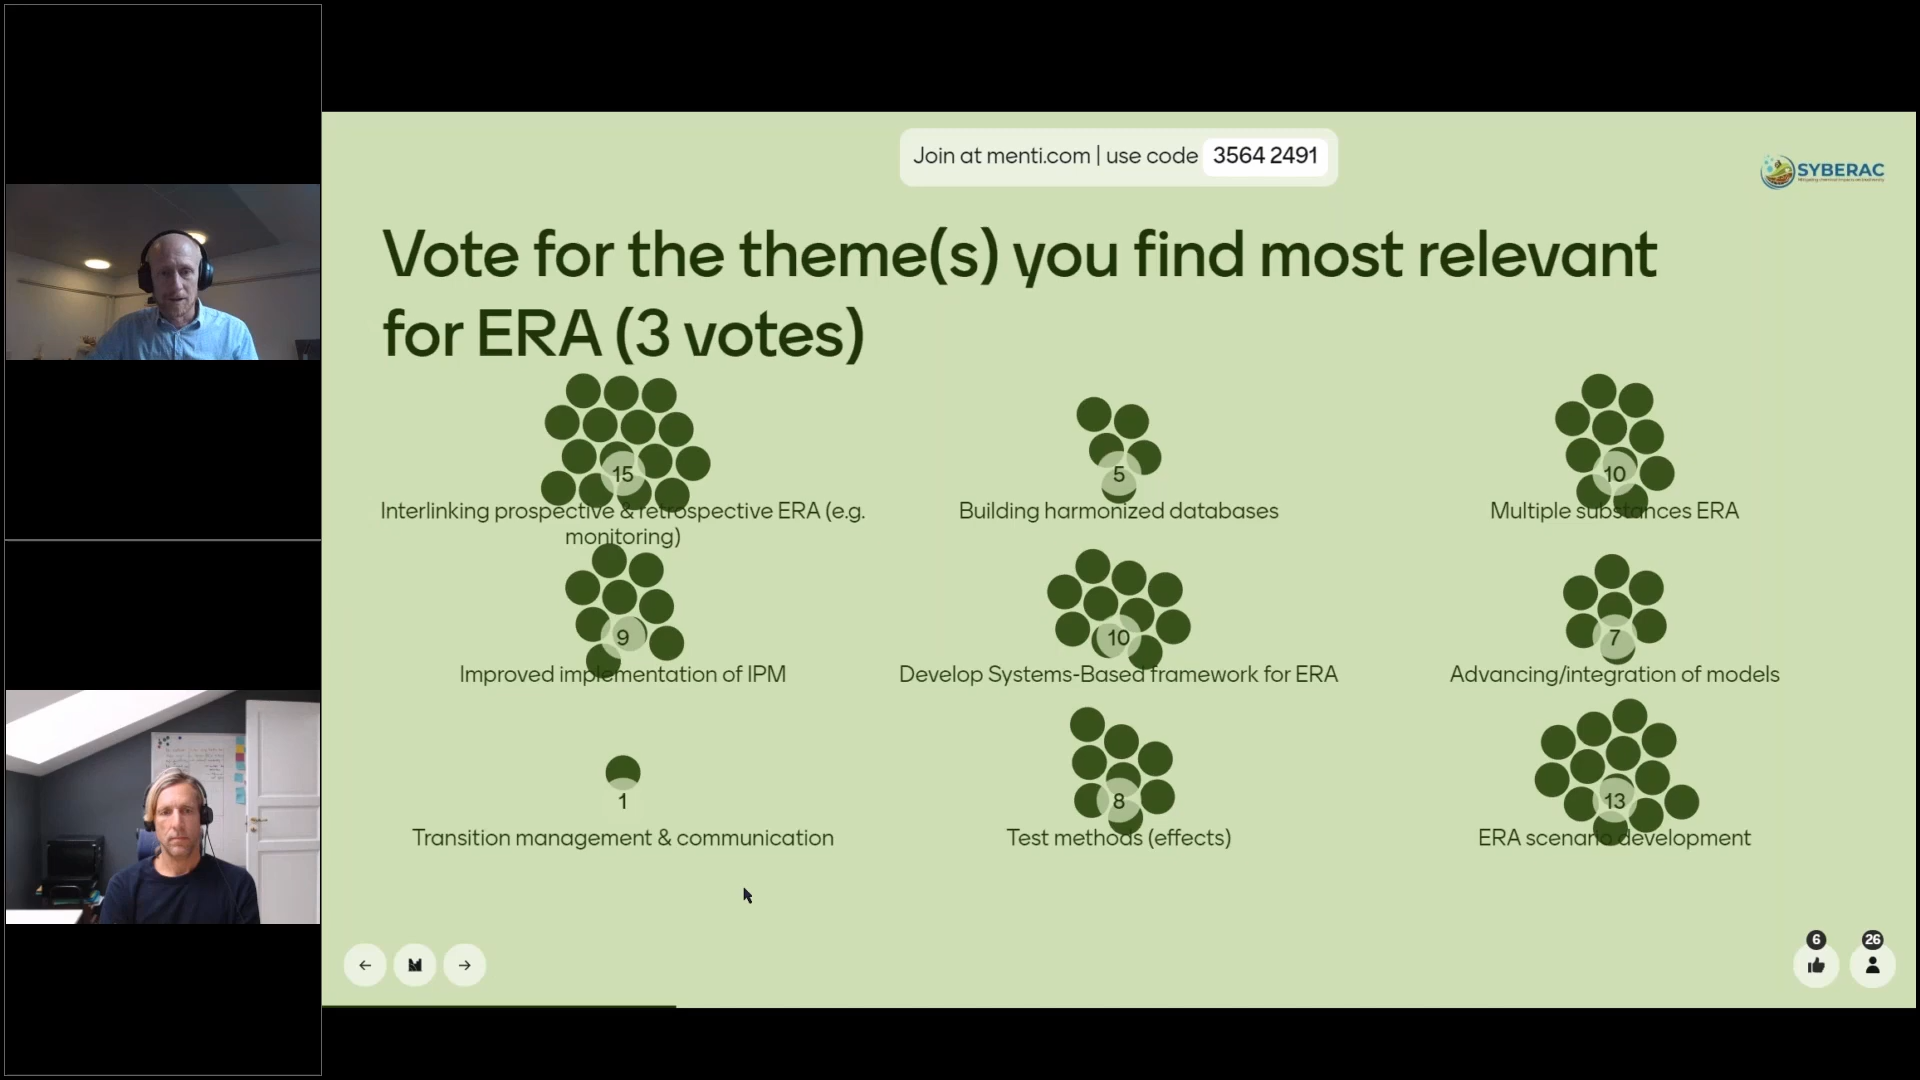 Join at menti.com | use code 3564 2491
SYBERAC
Vote for the theme(s) you find most relevant
for ERA (3 votes)
15
Interlinking prospective & retrospective ERA (e.g.
monitoring)
5
Building harmonized databases
10
Multiple substances ERA
9
Improved implementation of IPM
10
Develop Systems-Based framework for ERA
7
Advancing/integration of models
1
Transition management & communication
8
Test methods (effects)
13
ERA scenario development
6
26